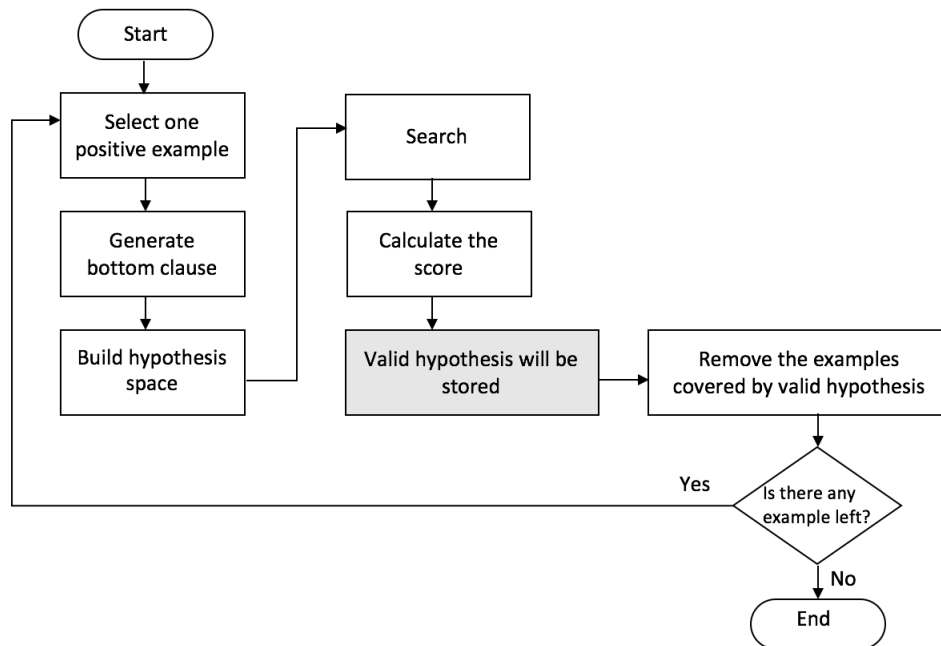 Start
Select one
positive example
Generate
bottom clause
Build hypothesis
space
Search
Calculate the
score
Valid hypothesis will be
stored
Remove the examples
covered by valid hypothesis
Is there any
example left?
Yes
No
End